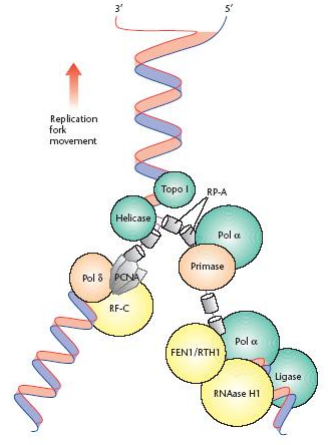 3′ 5′
Replication
fork
movement
Topo I
RP-A
Helicase
Pol α
Primase
Pol δ
PCNA
RF-C
Pol α
FEN1/RTH1
Ligase
RNAase H1